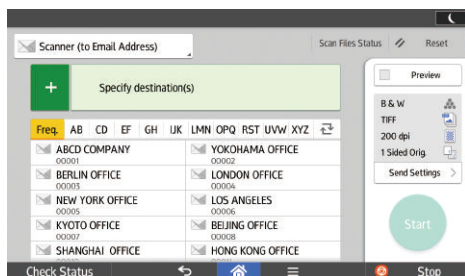 Scanner (to Email Address)
Scan Files Status
Reset
+ Specify destination(s)
Preview
Freq. AB CD EF GH IJK LMN OPQ RST UVW XYZ
ABCD COMPANY
00001
YOKOHAMA OFFICE
00002
BERLIN OFFICE
00003
LONDON OFFICE
00004
NEW YORK OFFICE
00005
LOS ANGELES
00006
KYOTO OFFICE
00007
BEIJING OFFICE
00008
SHANGHAI OFFICE
HONG KONG OFFICE
B & W
TIFF
200 dpi
1 Sided Orig.
Send Settings
Start
Check Status
Stop